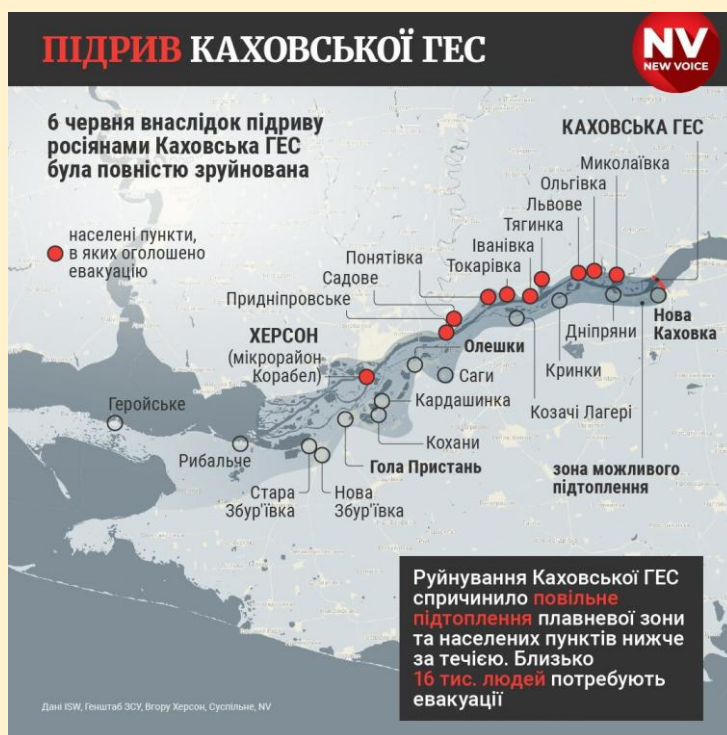 ПІДРИВ КАХОВСЬКОЇ ГЕС
NV
NEW VOICE
6 червня внаслідок підриву
росіянами Каховська ГЕС
була повністю зруйнована
населені пункти,
в яких оголошено
евакуацію
КАХОВСЬКА ГЕС
Миколаївка
Ольгівка
Львове
Тягинка
Іванівка
Токарівка
Понятівка
Садове
Придніпровське
ХЕРСОН
(мікрорайон
Корабел)
Нова
Каховка
Дніпряни
Кринки
Козачі Лагері
Олешки
Саги
Кардашинка
Кохани
Гола Пристань
Геройське
Рибальче
Стара
Збур'ївка
Нова
Збур'ївка
зона можливого
підтоплення
Руйнування Каховської ГЕС
спричинило повільне
підтоплення плавневої зони
та населених пунктів нижче
за течією. Близько
16 тис. людей потребують
евакуації
Дані ISW, Генштаб ЗСУ, Вгору Херсон, Суспільне, NV